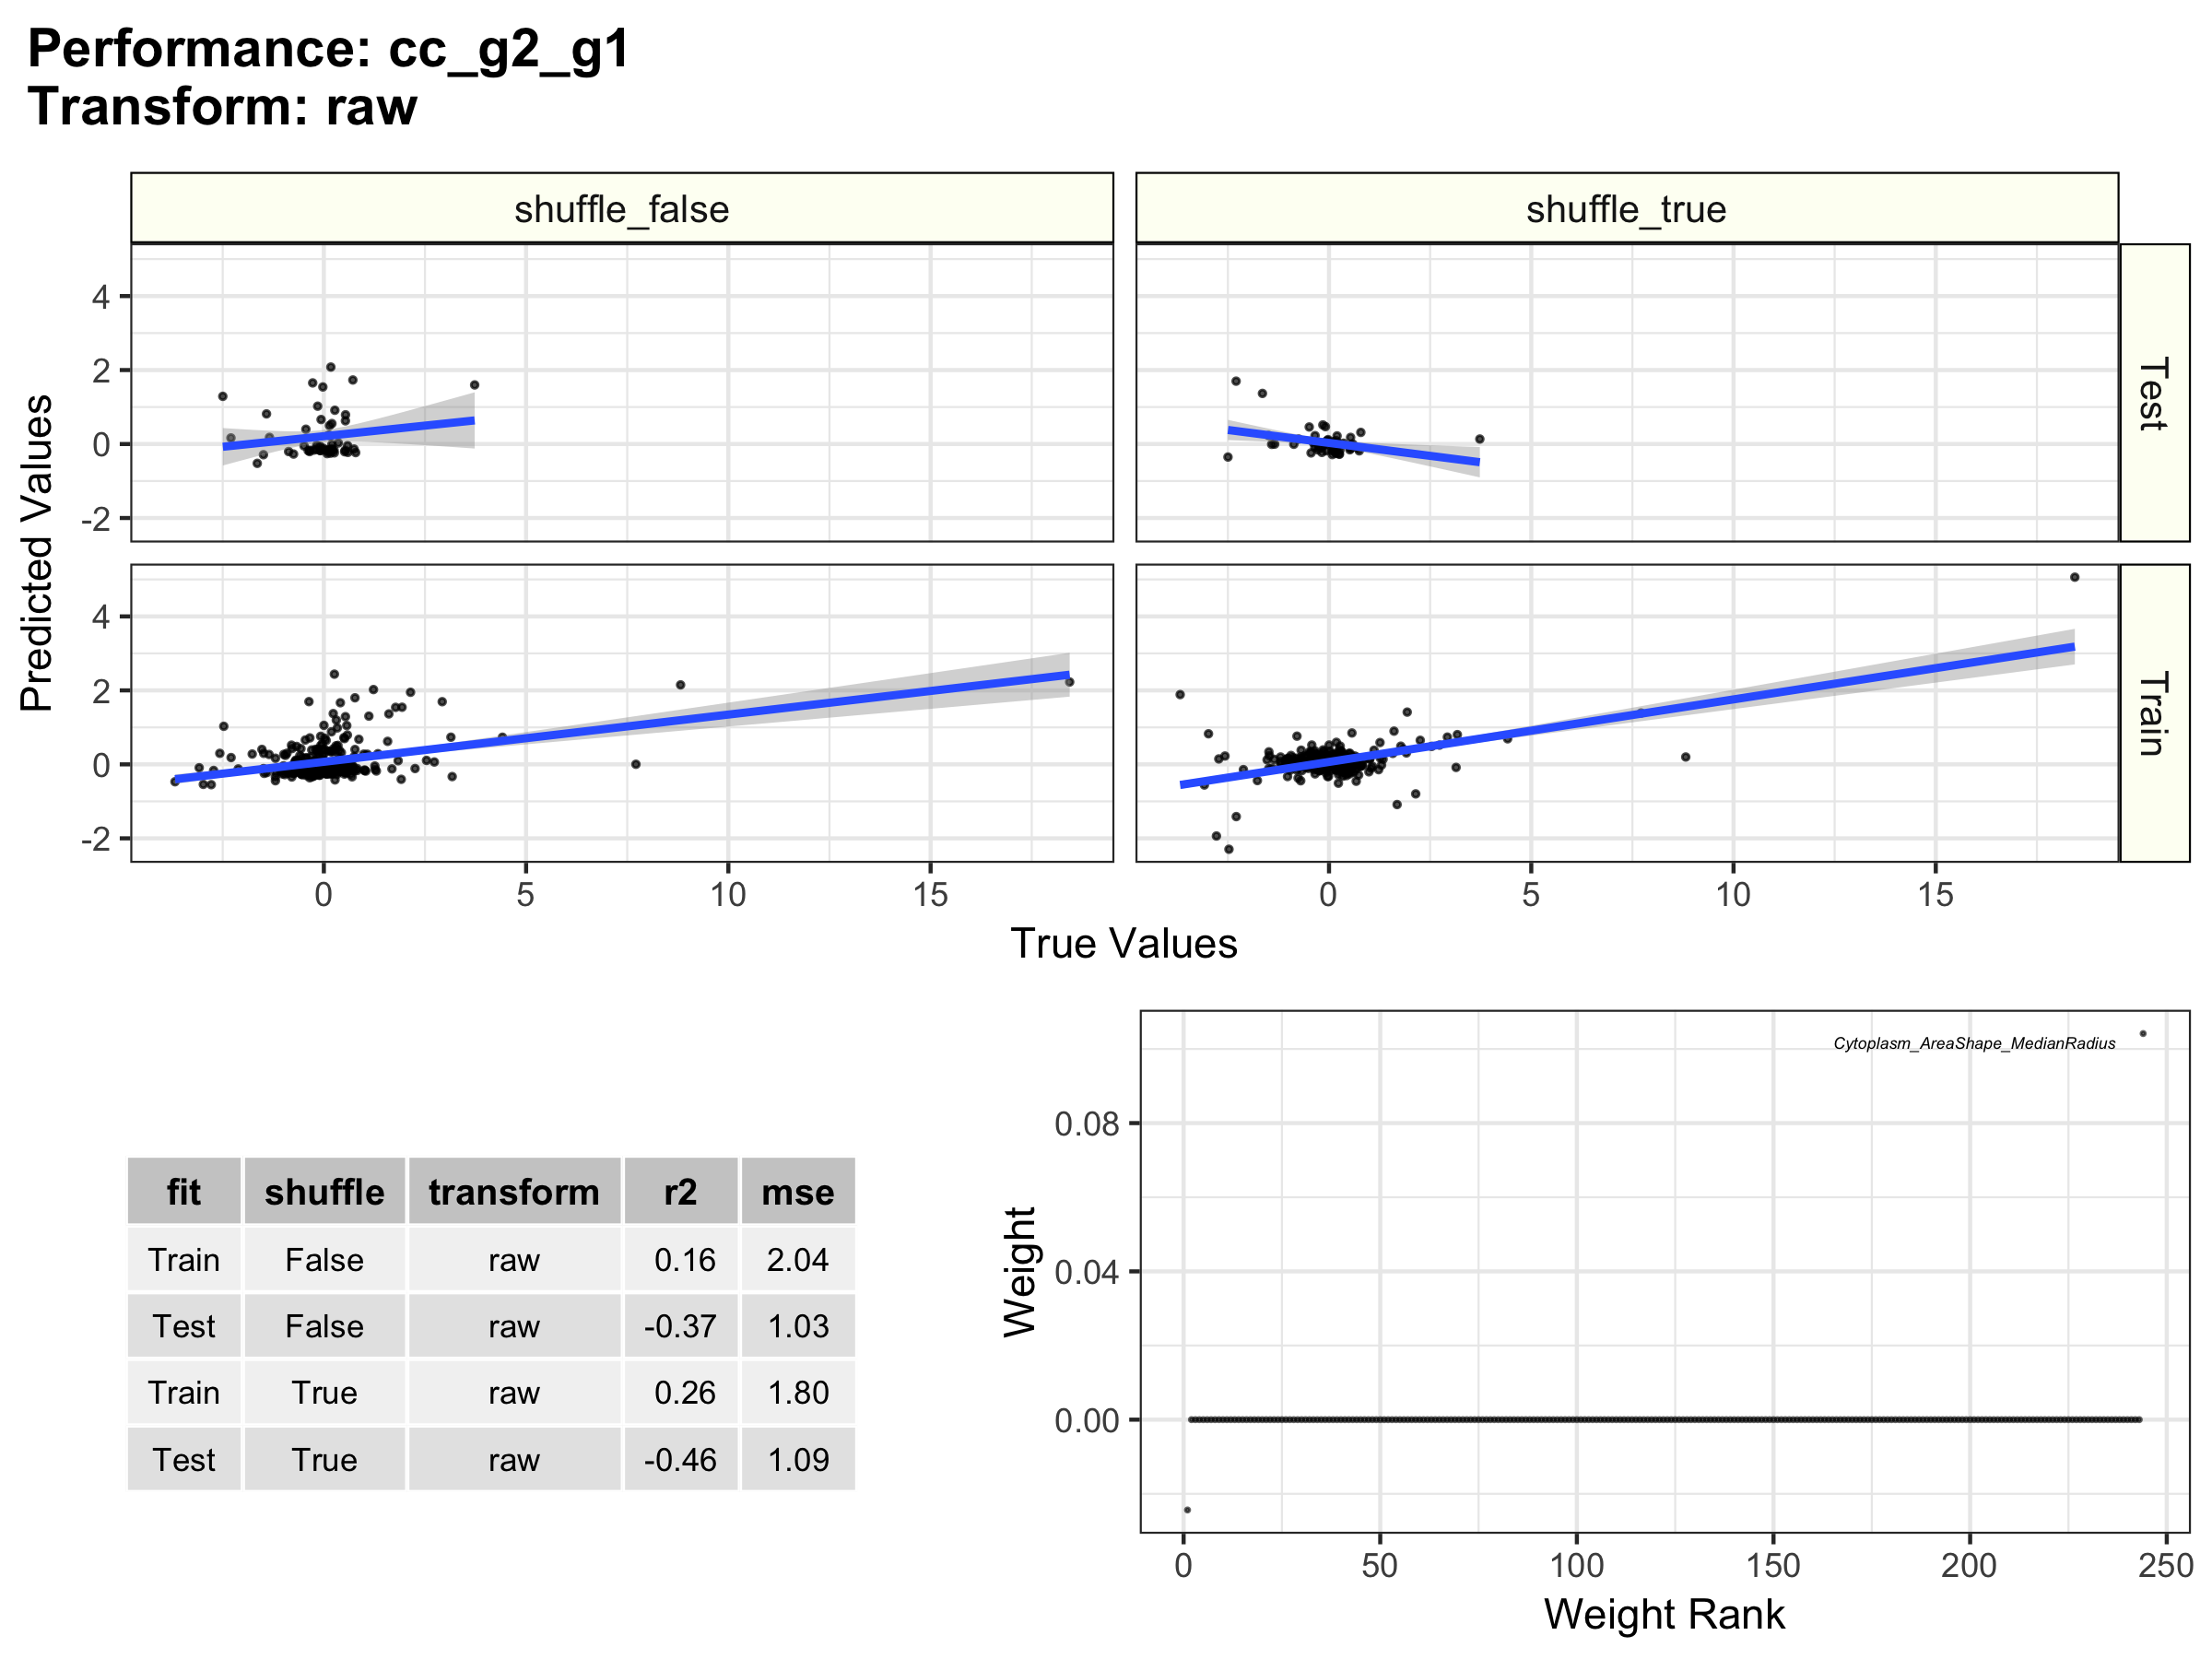 Performance: cc_g2_g1
Transform: raw
shuffle_false
shuffle_true
4
2
0
-2
Test
4
2
0
-2
Train
Predicted Values
0 5 10 15
0 5 10 15
True Values
fit shuffle transform r2 mse
Train False raw 0.16 2.04
Test False raw -0.37 1.03
Train True raw 0.26 1.80
Test True raw -0.46 1.09
Cytoplasm_AreaShape_MedianRadius
0.08
0.04
0.00
Weight
0 50 100 150 200 250
Weight Rank